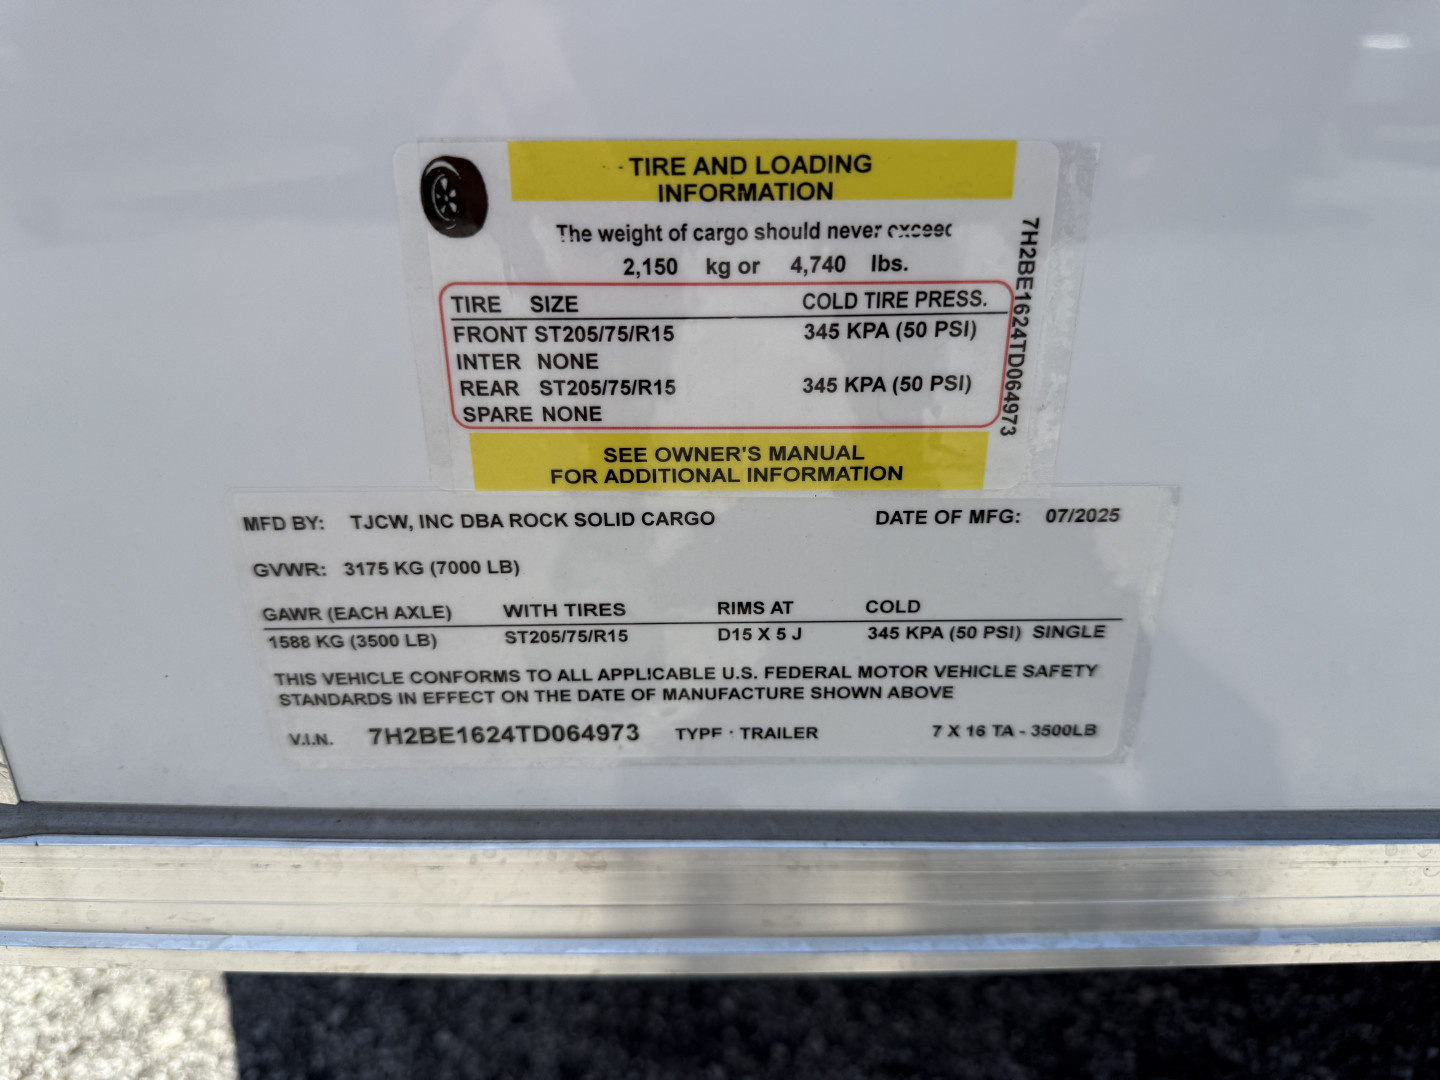 TIRE AND LOADING
INFORMATION
The weight of cargo should never exceed
2,150 kg or 4,740 lbs.
TIRE SIZE COLD TIRE PRESS.
FRONT ST205/75/R15 345 KPA (50 PSI)
INTER NONE
REAR ST205/75/R15 345 KPA (50 PSI)
SPARE NONE
7H2BE1624TD064973
SEE OWNER'S MANUAL
FOR ADDITIONAL INFORMATION
MFD BY: TJCW, INC DBA ROCK SOLID CARGO DATE OF MFG: 07/2025
GVWR: 3175 KG (7000 LB)
GAWR (EACH AXLE) WITH TIRES RIMS AT COLD
1588 KG (3500 LB) ST205/75/R15 D15 X 5 J 345 KPA (50 PSI) SINGLE
THIS VEHICLE CONFORMS TO ALL APPLICABLE U.S. FEDERAL MOTOR VEHICLE SAFETY
STANDARDS IN EFFECT ON THE DATE OF MANUFACTURE SHOWN ABOVE
V.I.N. 7H2BE1624TD064973 TYPE : TRAILER 7 X 16 TA - 3500LB